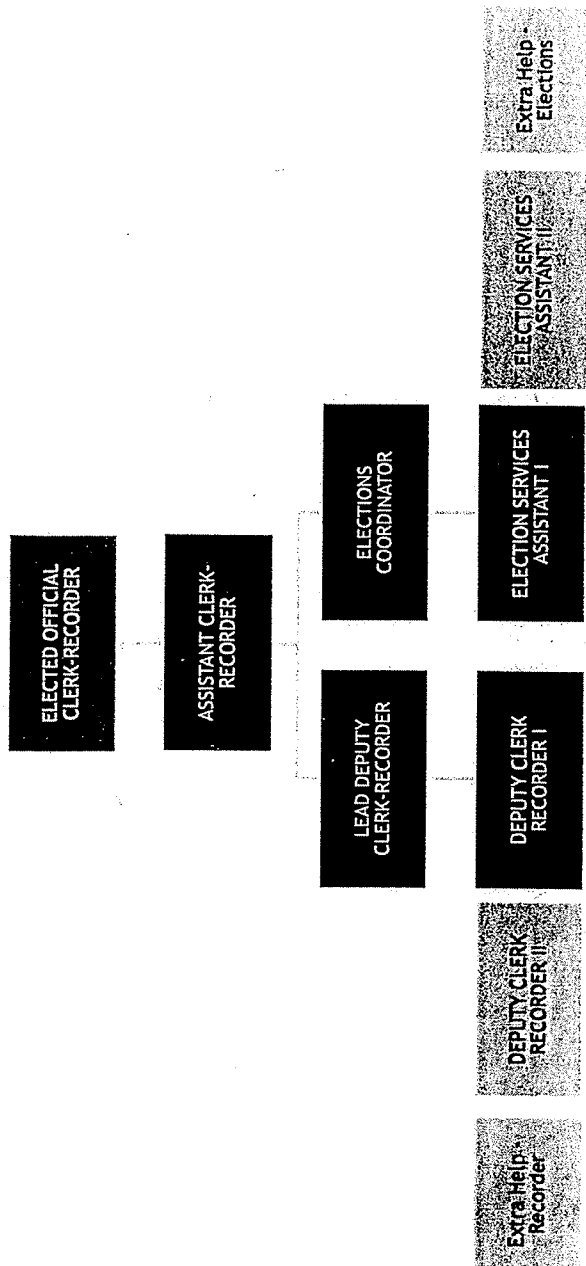 ELECTED OFFICIAL
CLERK-RECORDER
ASSISTANT CLERK-
RECORDER
LEAD DEPUTY
CLERK-RECORDER
ELECTIONS
COORDINATOR
Extra Help -
Recorder
DEPUTY CLERK
RECORDER II
DEPUTY CLERK
RECORDER I
ELECTION SERVICES
ASSISTANT I
ELECTION SERVICES
ASSISTANT II
Extra Help -
Elections